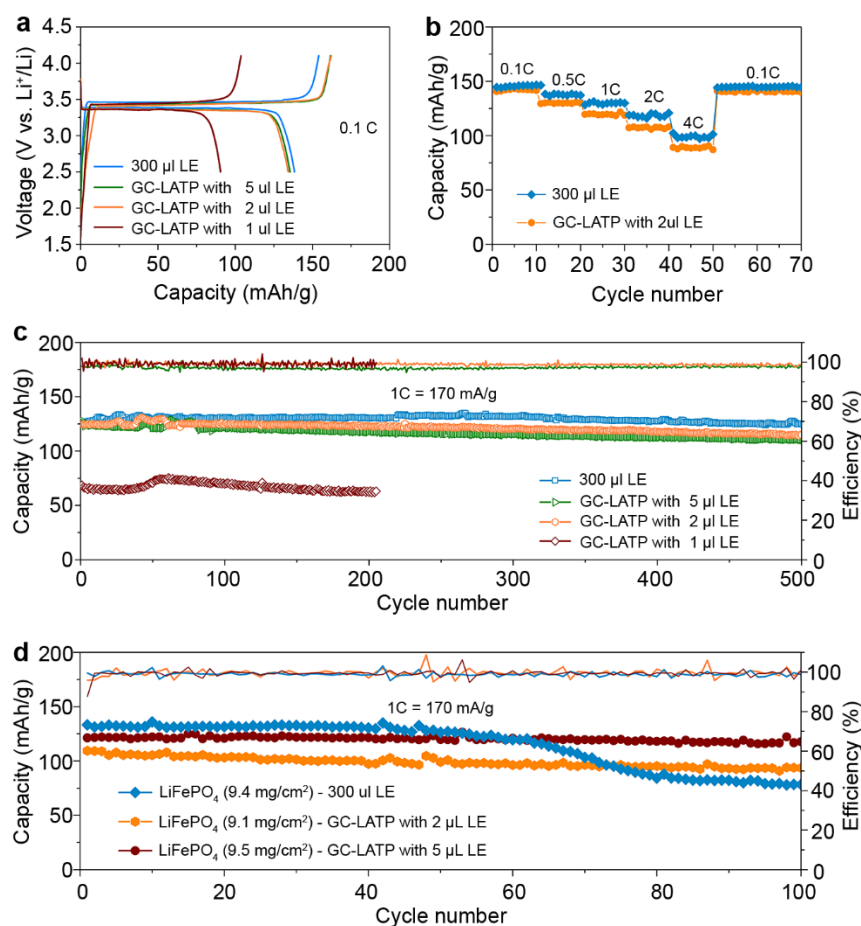 a
4.5
4.0
3.5
3.0
2.5
2.0
1.5
Voltage (V vs. Li⁺/Li)
0.1 C
300 µl LE
GC-LATP with 5 ul LE
GC-LATP with 2 ul LE
GC-LATP with 1 ul LE
0 50 100 150 200
Capacity (mAh/g)
b
200
150
100
50
0
Capacity (mAh/g)
0.1C 0.5C 1C 2C 4C 0.1C
300 µl LE
GC-LATP with 2ul LE
0 10 20 30 40 50 60 70
Cycle number
c
200
175
150
125
100
75
50
25
0
Capacity (mAh/g)
1C = 170 mA/g
300 µl LE
GC-LATP with 5 µl LE
GC-LATP with 2 µl LE
GC-LATP with 1 µl LE
100
80
60
40
20
0
Efficiency (%)
0 100 200 300 400 500
Cycle number
d
200
175
150
125
100
75
50
25
0
Capacity (mAh/g)
1C = 170 mA/g
LiFePO₄ (9.4 mg/cm²) - 300 ul LE
LiFePO₄ (9.1 mg/cm²) - GC-LATP with 2 µL LE
LiFePO₄ (9.5 mg/cm²) - GC-LATP with 5 µL LE
100
80
60
40
20
0
Efficiency (%)
0 20 40 60 80 100
Cycle number